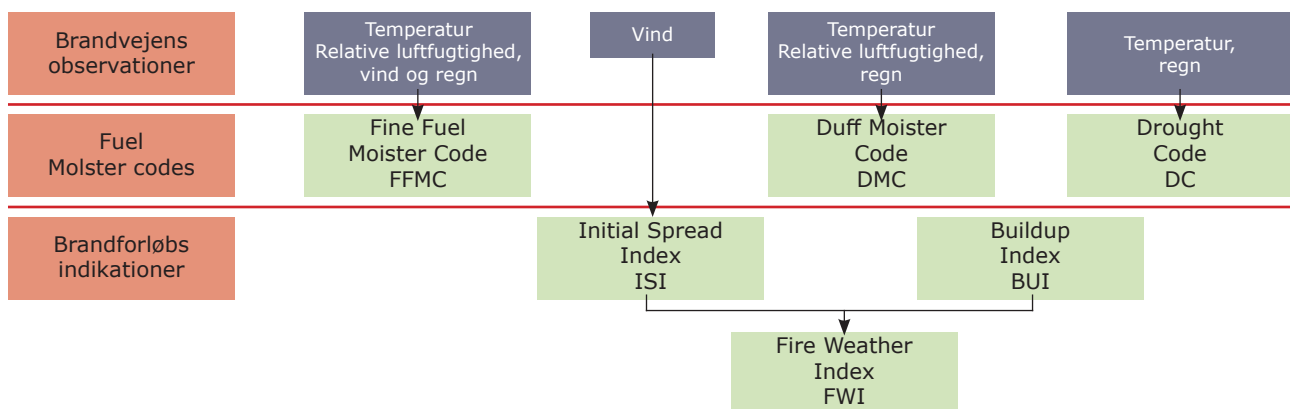 Brandvejens
observationer
Temperatur
Relative luftfugtighed,
vind og regn
Vind
Temperatur
Relative luftfugtighed,
regn
Temperatur,
regn
Fuel
Molster codes
Fine Fuel
Moister Code
FFMC
Duff Moister
Code
DMC
Drought
Code
DC
Brandforløbs
indikationer
Initial Spread
Index
ISI
Buildup
Index
BUI
Fire Weather
Index
FWI